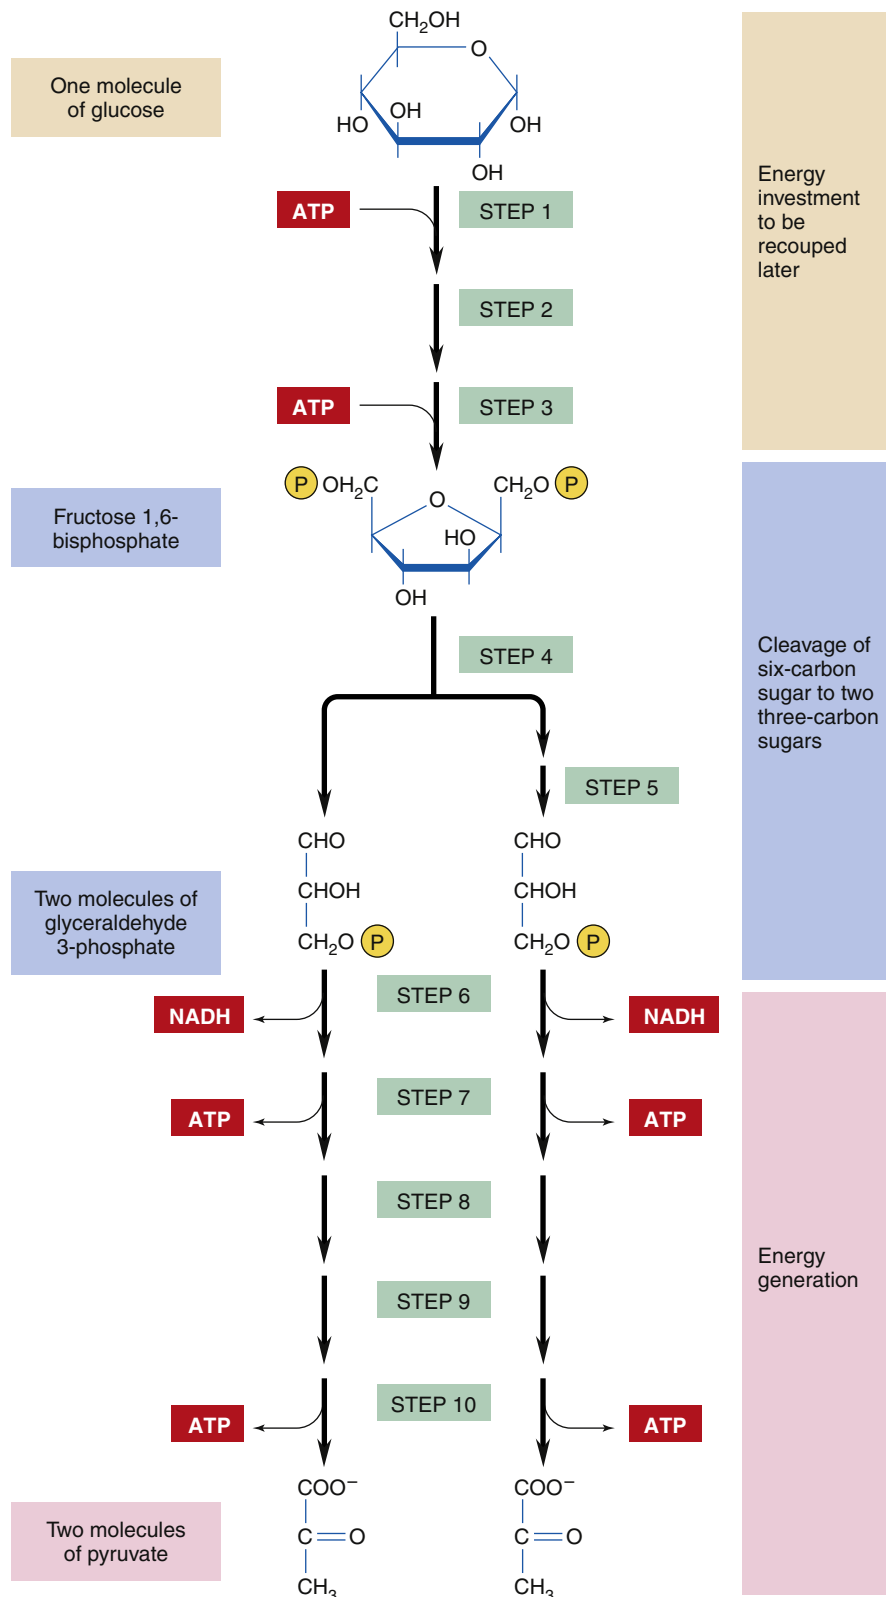 CH₂OH
O
One molecule
of glucose
OH
HO
OH
OH
Energy
investment
to be
recouped
later
ATP
STEP 1
STEP 2
ATP
STEP 3
P OH₂C
O
CH₂O P
Fructose 1,6-
bisphosphate
HO
OH
STEP 4
Cleavage of
six-carbon
sugar to two
three-carbon
sugars
STEP 5
CHO
CHO
CHOH
CHOH
Two molecules of
glyceraldehyde
3-phosphate
CH₂O P
CH₂O P
STEP 6
NADH
NADH
STEP 7
ATP
ATP
STEP 8
Energy
generation
STEP 9
STEP 10
ATP
ATP
COO⁻
COO⁻
Two molecules
of pyruvate
C=O
C=O
CH₃
CH₃